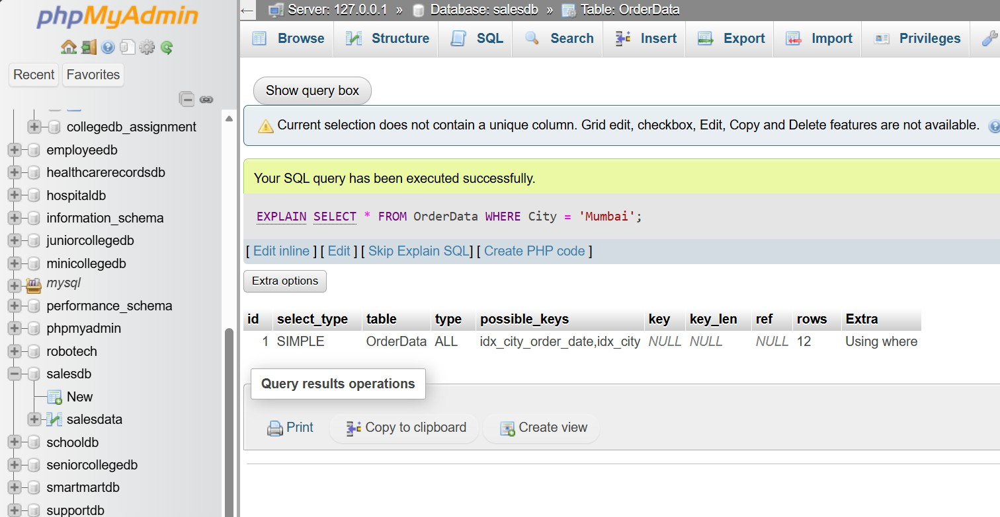 phpMyAdmin
Recent Favorites
collegedb_assignment
employeedb
healthcarerecordsdb
hospitaldb
information_schema
juniorcollegedb
minicollegedb
mysql
performance_schema
phpmyadmin
robotech
salesdb
New
salesdata
schooldb
seniorcollegedb
smartmartdb
supportdb
Server: 127.0.0.1 » Database: salesdb » Table: OrderData
Browse Structure SQL Search Insert Export Import Privileges
Show query box
Current selection does not contain a unique column. Grid edit, checkbox, Edit, Copy and Delete features are not available.
Your SQL query has been executed successfully.
EXPLAIN SELECT * FROM OrderData WHERE City = 'Mumbai';
[ Edit inline ] [ Edit ] [ Skip Explain SQL] [ Create PHP code ]
Extra options
id select_type table type possible_keys key key_len ref rows Extra
1 SIMPLE OrderData ALL idx_city_order_date,idx_city NULL NULL NULL 12 Using where
Query results operations
Print Copy to clipboard Create view